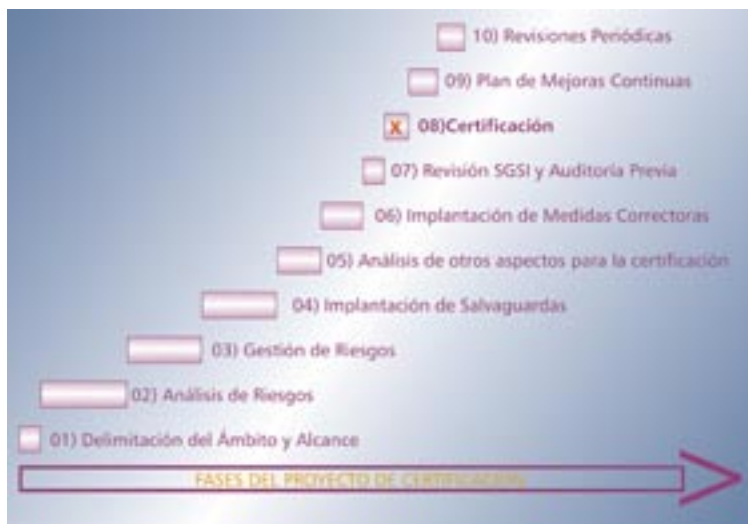 10) Revisiones Periódicas
09) Plan de Mejoras Continuas
X 08)Certificación
07) Revisión SGSI y Auditoría Previa
06) Implantación de Medidas Correctoras
05) Análisis de otros aspectos para la certificación
04) Implantación de Salvaguardas
03) Gestión de Riesgos
02) Análisis de Riesgos
01) Delimitación del Ámbito y Alcance
FASES DEL PROYECTO DE CERTIFICACIÓN